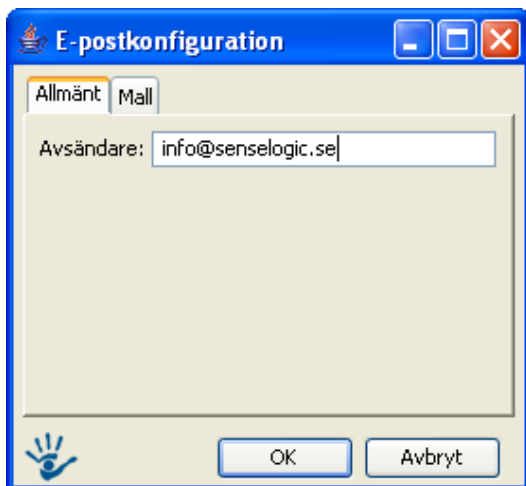 E-postkonfiguration
Allmänt Mall
Avsändare: info@senselogic.se
OK Avbryt